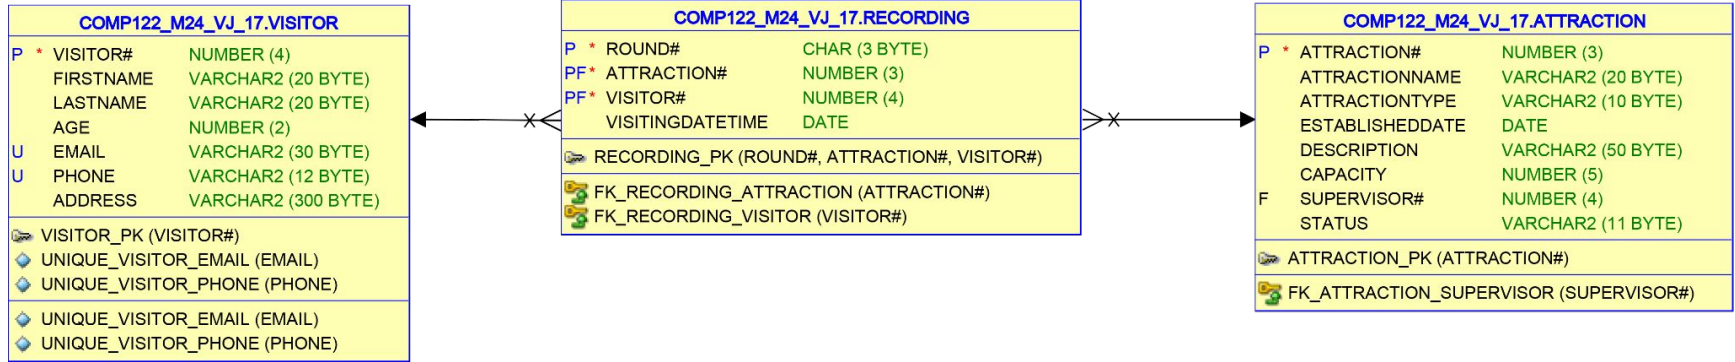 COMP122_M24_VJ_17.VISITOR
P * VISITOR# NUMBER (4)
FIRSTNAME VARCHAR2 (20 BYTE)
LASTNAME VARCHAR2 (20 BYTE)
AGE NUMBER (2)
U EMAIL VARCHAR2 (30 BYTE)
U PHONE VARCHAR2 (12 BYTE)
ADDRESS VARCHAR2 (300 BYTE)
VISITOR_PK (VISITOR#)
UNIQUE_VISITOR_EMAIL (EMAIL)
UNIQUE_VISITOR_PHONE (PHONE)
UNIQUE_VISITOR_EMAIL (EMAIL)
UNIQUE_VISITOR_PHONE (PHONE)
COMP122_M24_VJ_17.RECORDING
P * ROUND# CHAR (3 BYTE)
PF* ATTRACTION# NUMBER (3)
PF* VISITOR# NUMBER (4)
VISITINGDATETIME DATE
RECORDING_PK (ROUND#, ATTRACTION#, VISITOR#)
FK_RECORDING_ATTRACTION (ATTRACTION#)
FK_RECORDING_VISITOR (VISITOR#)
COMP122_M24_VJ_17.ATTRACTION
P * ATTRACTION# NUMBER (3)
ATTRACTIONNAME VARCHAR2 (20 BYTE)
ATTRACTIONTYPE VARCHAR2 (10 BYTE)
ESTABLISHEDDATE DATE
DESCRIPTION VARCHAR2 (50 BYTE)
CAPACITY NUMBER (5)
F SUPERVISOR# NUMBER (4)
STATUS VARCHAR2 (11 BYTE)
ATTRACTION_PK (ATTRACTION#)
FK_ATTRACTION_SUPERVISOR (SUPERVISOR#)